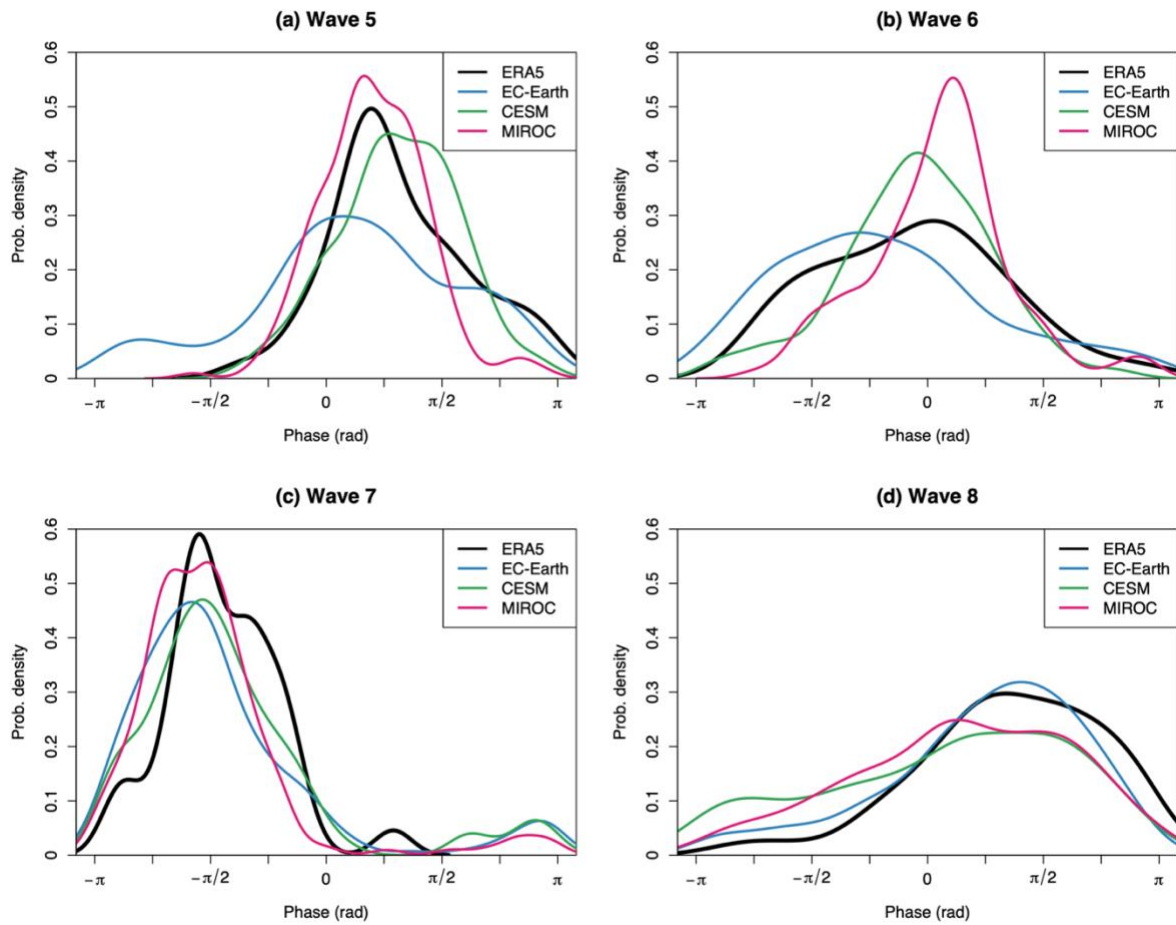 (a) Wave 5
0.6
0.5
0.4
0.3
0.2
0.1
0
Prob. density
ERA5
EC-Earth
CESM
MIROC
−π
−π/2
0
π/2
π
Phase (rad)
(b) Wave 6
0.6
0.5
0.4
0.3
0.2
0.1
0
Prob. density
ERA5
EC-Earth
CESM
MIROC
−π
−π/2
0
π/2
π
Phase (rad)
(c) Wave 7
0.6
0.5
0.4
0.3
0.2
0.1
0
Prob. density
ERA5
EC-Earth
CESM
MIROC
−π
−π/2
0
π/2
π
Phase (rad)
(d) Wave 8
0.6
0.5
0.4
0.3
0.2
0.1
0
Prob. density
ERA5
EC-Earth
CESM
MIROC
−π
−π/2
0
π/2
π
Phase (rad)